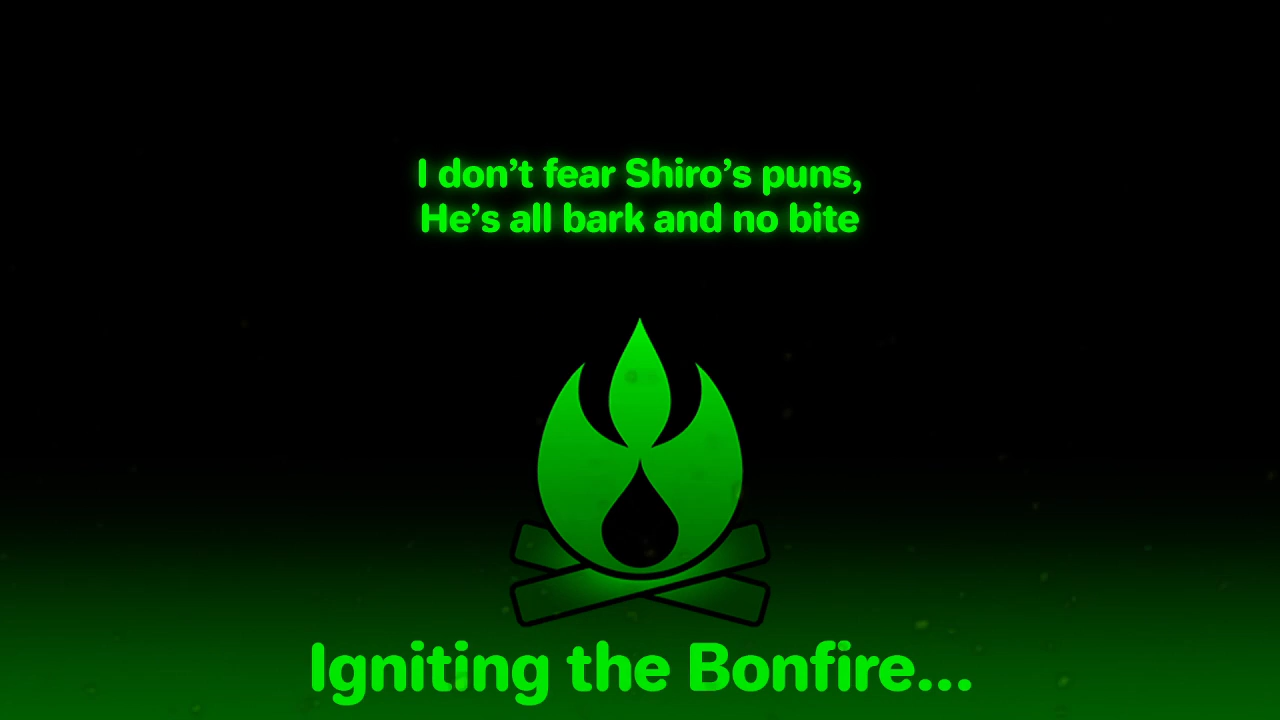 I don’t fear Shiro’s puns,
He’s all bark and no bite
Igniting the Bonfire...